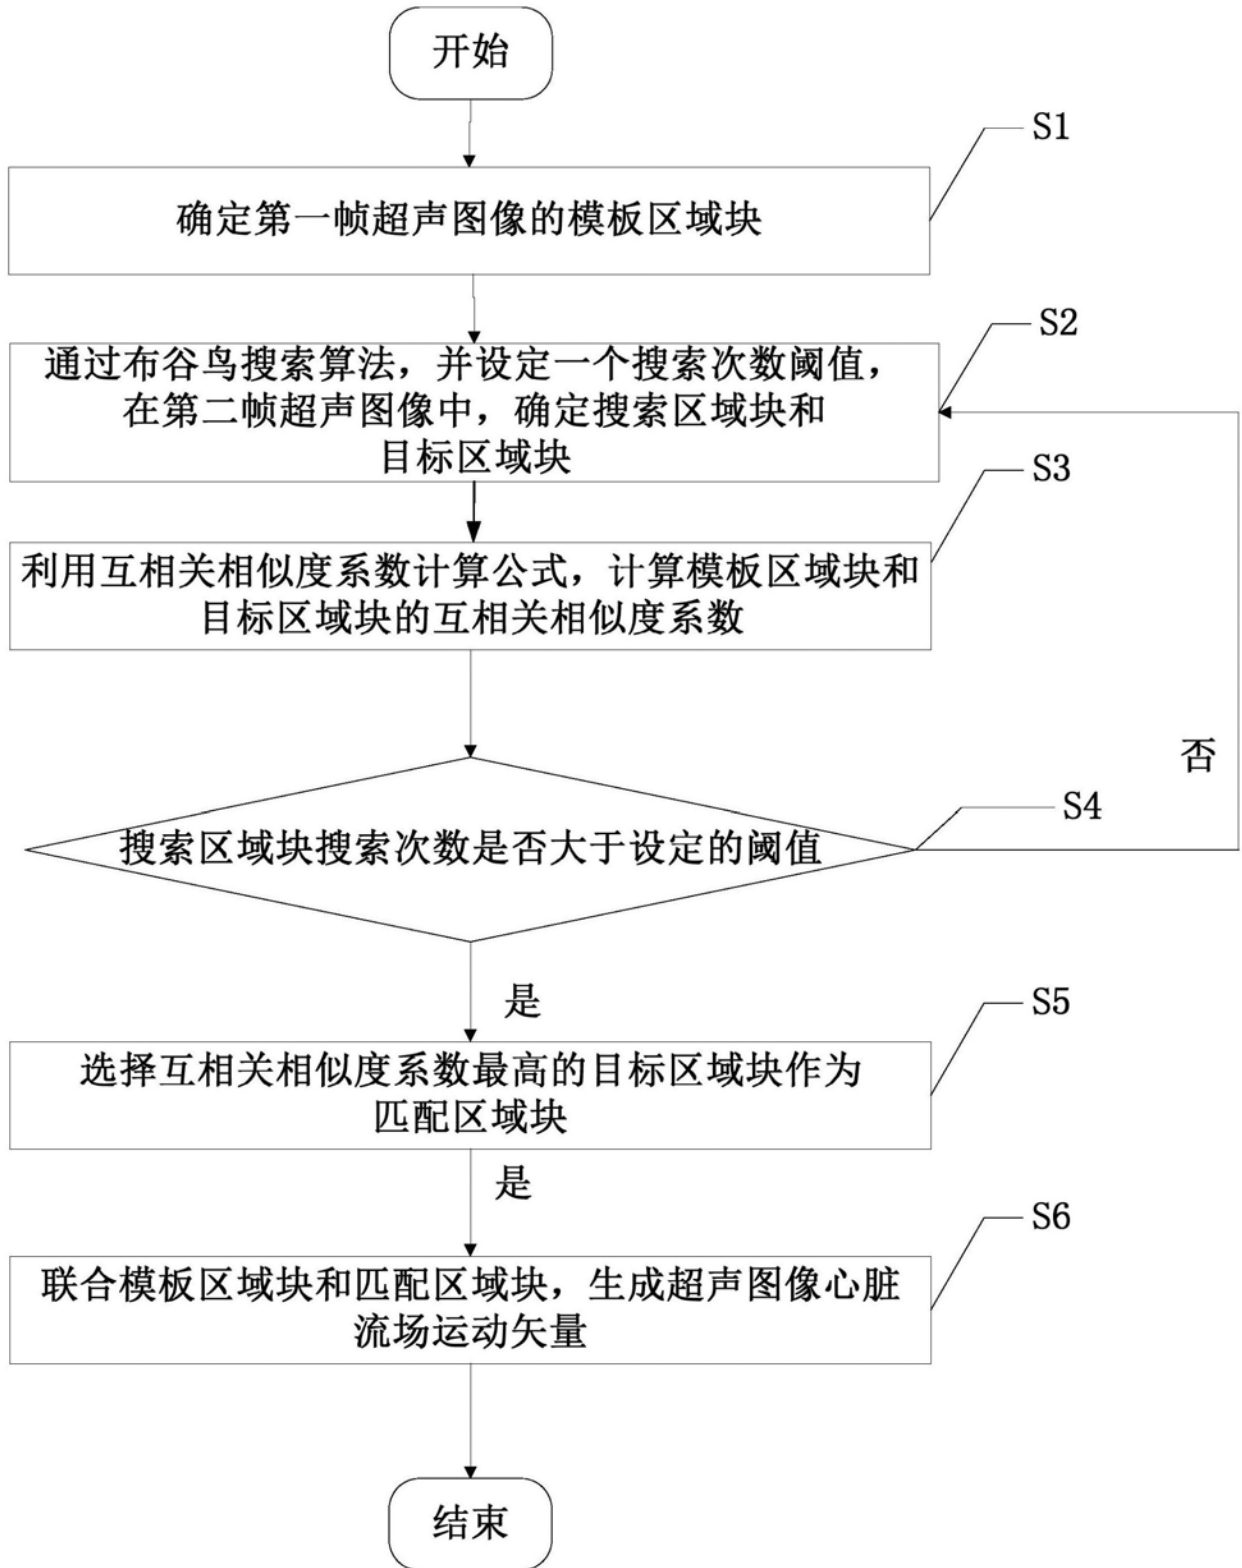 开始
S1
确定第一帧超声图像的模板区域块
S2
通过布谷鸟搜索算法，并设定一个搜索次数阈值，
在第二帧超声图像中，确定搜索区域块和
目标区域块
S3
利用互相关相似度系数计算公式，计算模板区域块和
目标区域块的互相关相似度系数
否
S4
搜索区域块搜索次数是否大于设定的阈值
是
S5
选择互相关相似度系数最高的目标区域块作为
匹配区域块
是
S6
联合模板区域块和匹配区域块，生成超声图像心脏
流场运动矢量
结束